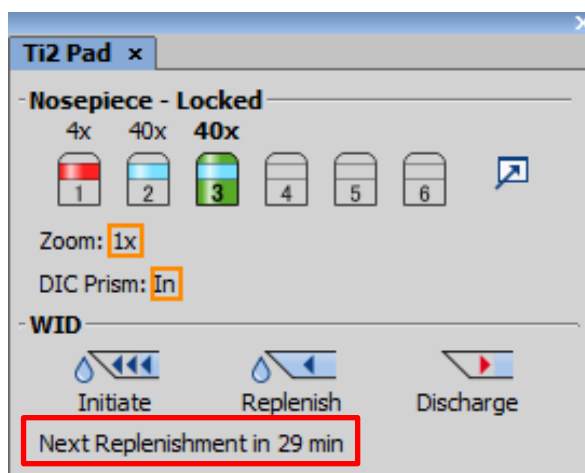 Ti2 Pad x
Nosepiece - Locked
4x 40x 40x
1 2 3 4 5 6
Zoom: 1x
DIC Prism: In
WID
Initiate Replenish Discharge
Next Replenishment in 29 min